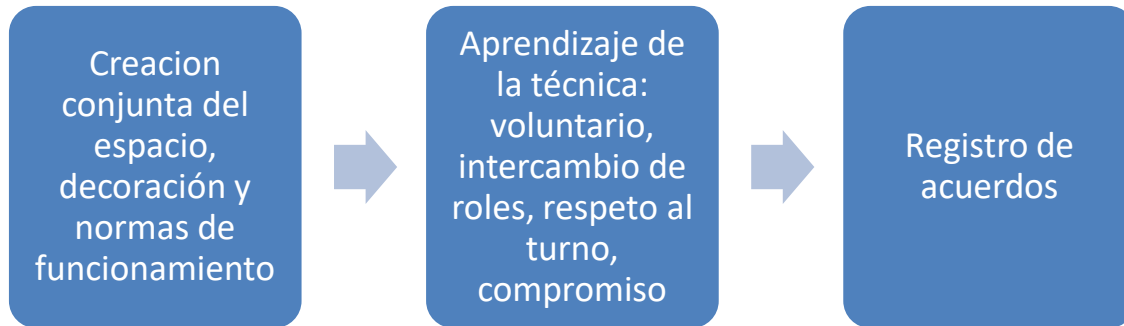 Creacion
conjunta del
espacio,
decoración y
normas de
funcionamiento
Aprendizaje de
la técnica:
voluntario,
intercambio de
roles, respeto al
turno,
compromiso
Registro de
acuerdos